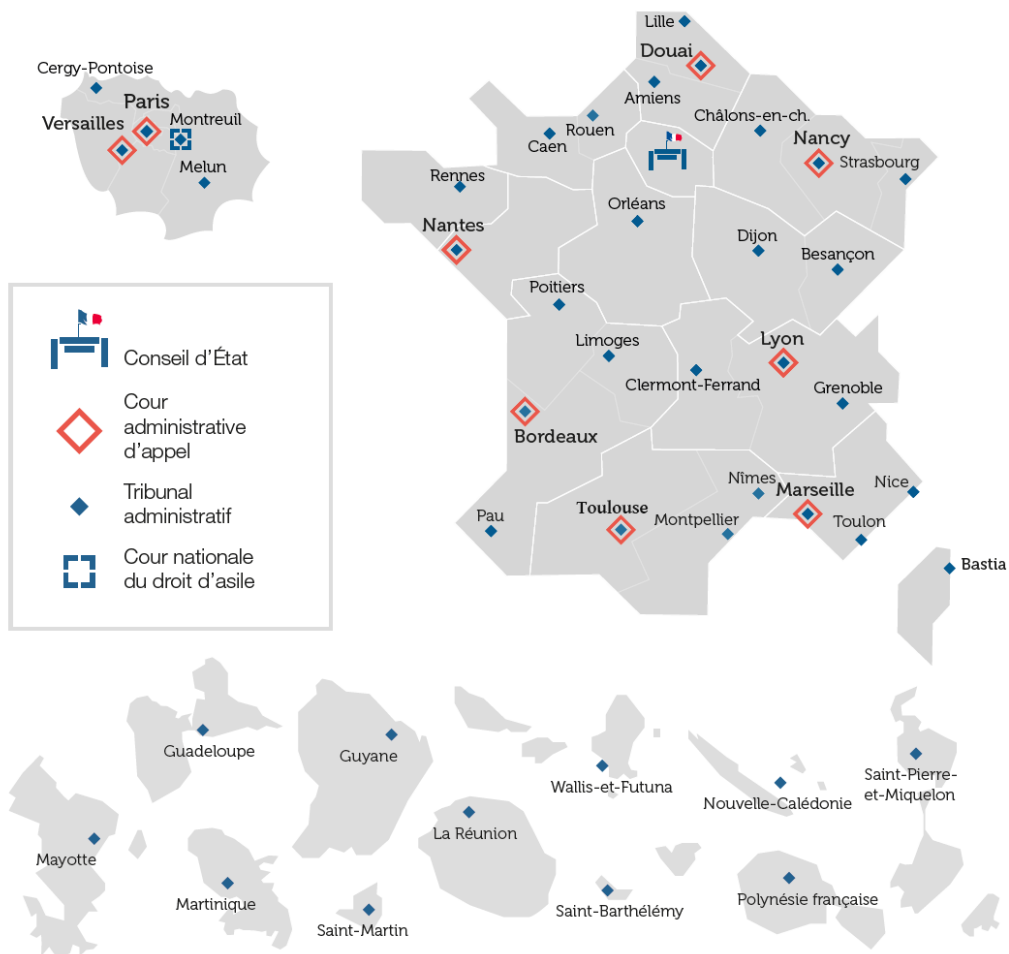 Cergy-Pontoise
Paris
Versailles
Montreuil
Melun
Lille
Douai
Amiens
Rouen
Caen
Châlons-en-ch.
Nancy
Strasbourg
Rennes
Nantes
Orléans
Dijon
Besançon
Poitiers
Limoges
Lyon
Clermont-Ferrand
Grenoble
Bordeaux
Nîmes
Marseille
Nice
Toulouse
Montpellier
Toulon
Pau
Bastia
Conseil d’État
Cour
administrative
d’appel
Tribunal
administratif
Cour nationale
du droit d’asile
Guadeloupe
Guyane
Wallis-et-Futuna
Nouvelle-Calédonie
Saint-Pierre-
et-Miquelon
Mayotte
La Réunion
Martinique
Saint-Martin
Saint-Barthélémy
Polynésie française